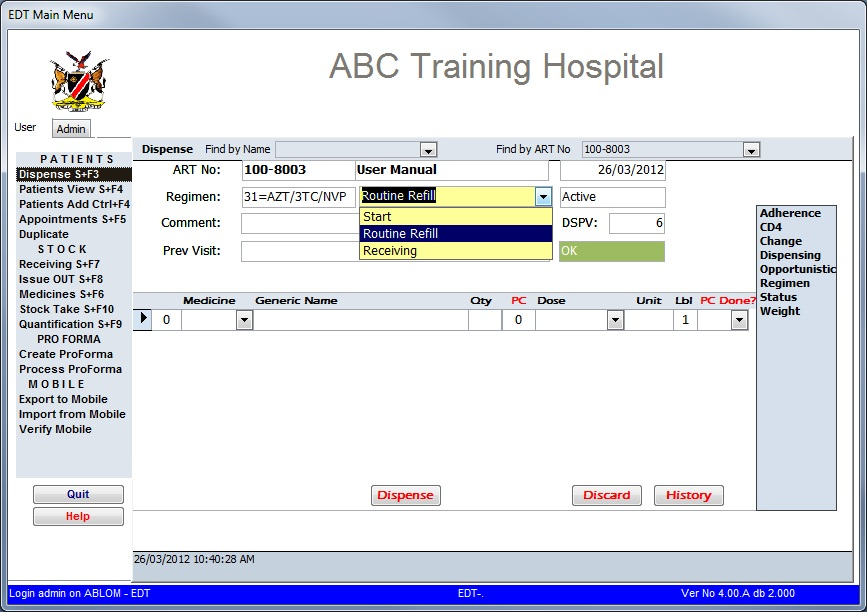 EDT Main Menu
ABC Training Hospital
User Admin
Dispense Find by Name Find by ART No 100-8003
PATIENTS
Dispense S+F3
Patients View S+F4
Patients Add Ctrl+F4
Appointments S+F5
Duplicate
STOCK
Receiving S+F7
Issue OUT S+F8
Medicines S+F6
Stock Take S+F10
Quantification S+F9
PRO FORMA
Create ProForma
Process ProForma
MOBILE
Export to Mobile
Import from Mobile
Verify Mobile
Quit
Help
ART No: 100-8003 User Manual 26/03/2012
Regimen: 31=AZT/3TC/NVP Routine Refill Active
Start
Routine Refill
Receiving
Comment: DSPV: 6
Prev Visit: OK
Medicine Generic Name Qty PC Dose Unit Lbl PC Done?
0 0 1
Adherence
CD4
Change
Dispensing
Opportunistic
Regimen
Status
Weight
Dispense Discard History
26/03/2012 10:40:28 AM
Login admin on ABLOM - EDT EDT-. Ver No 4.00.A db 2.000